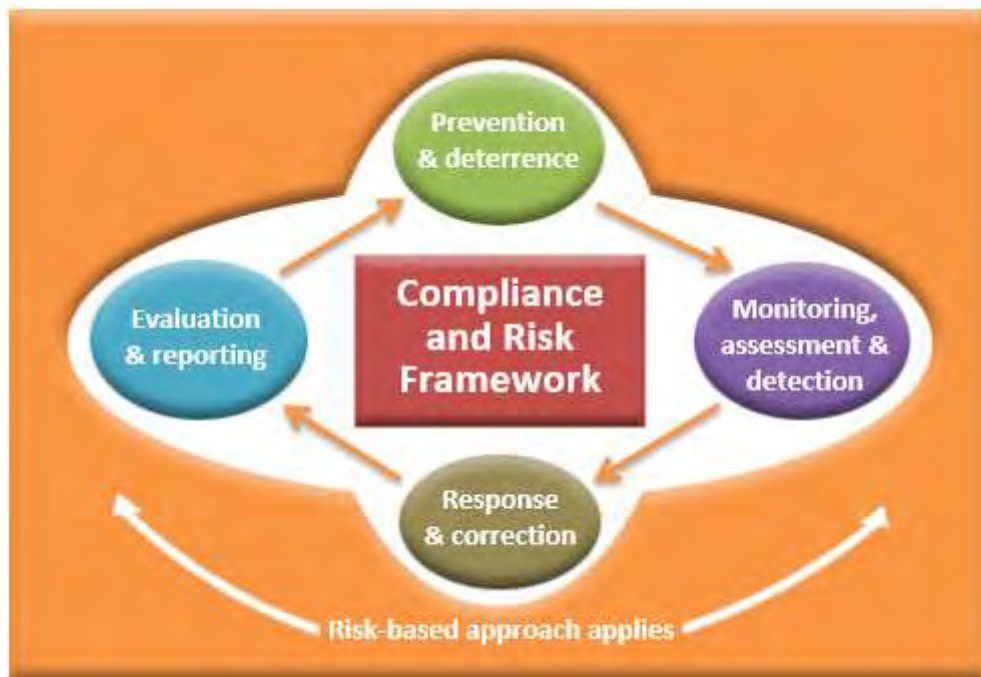 Prevention
& deterrence
Evaluation
& reporting
Compliance
and Risk
Framework
Monitoring,
assessment &
detection
Response
& correction
Risk-based approach applies